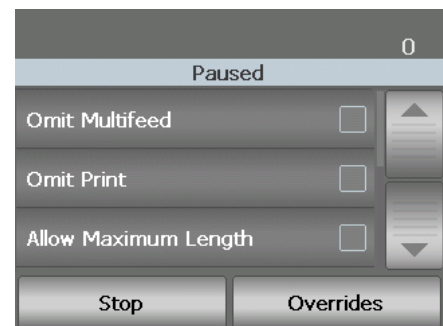 0
Paused
Omit Multifeed
Omit Print
Allow Maximum Length
Stop Overrides